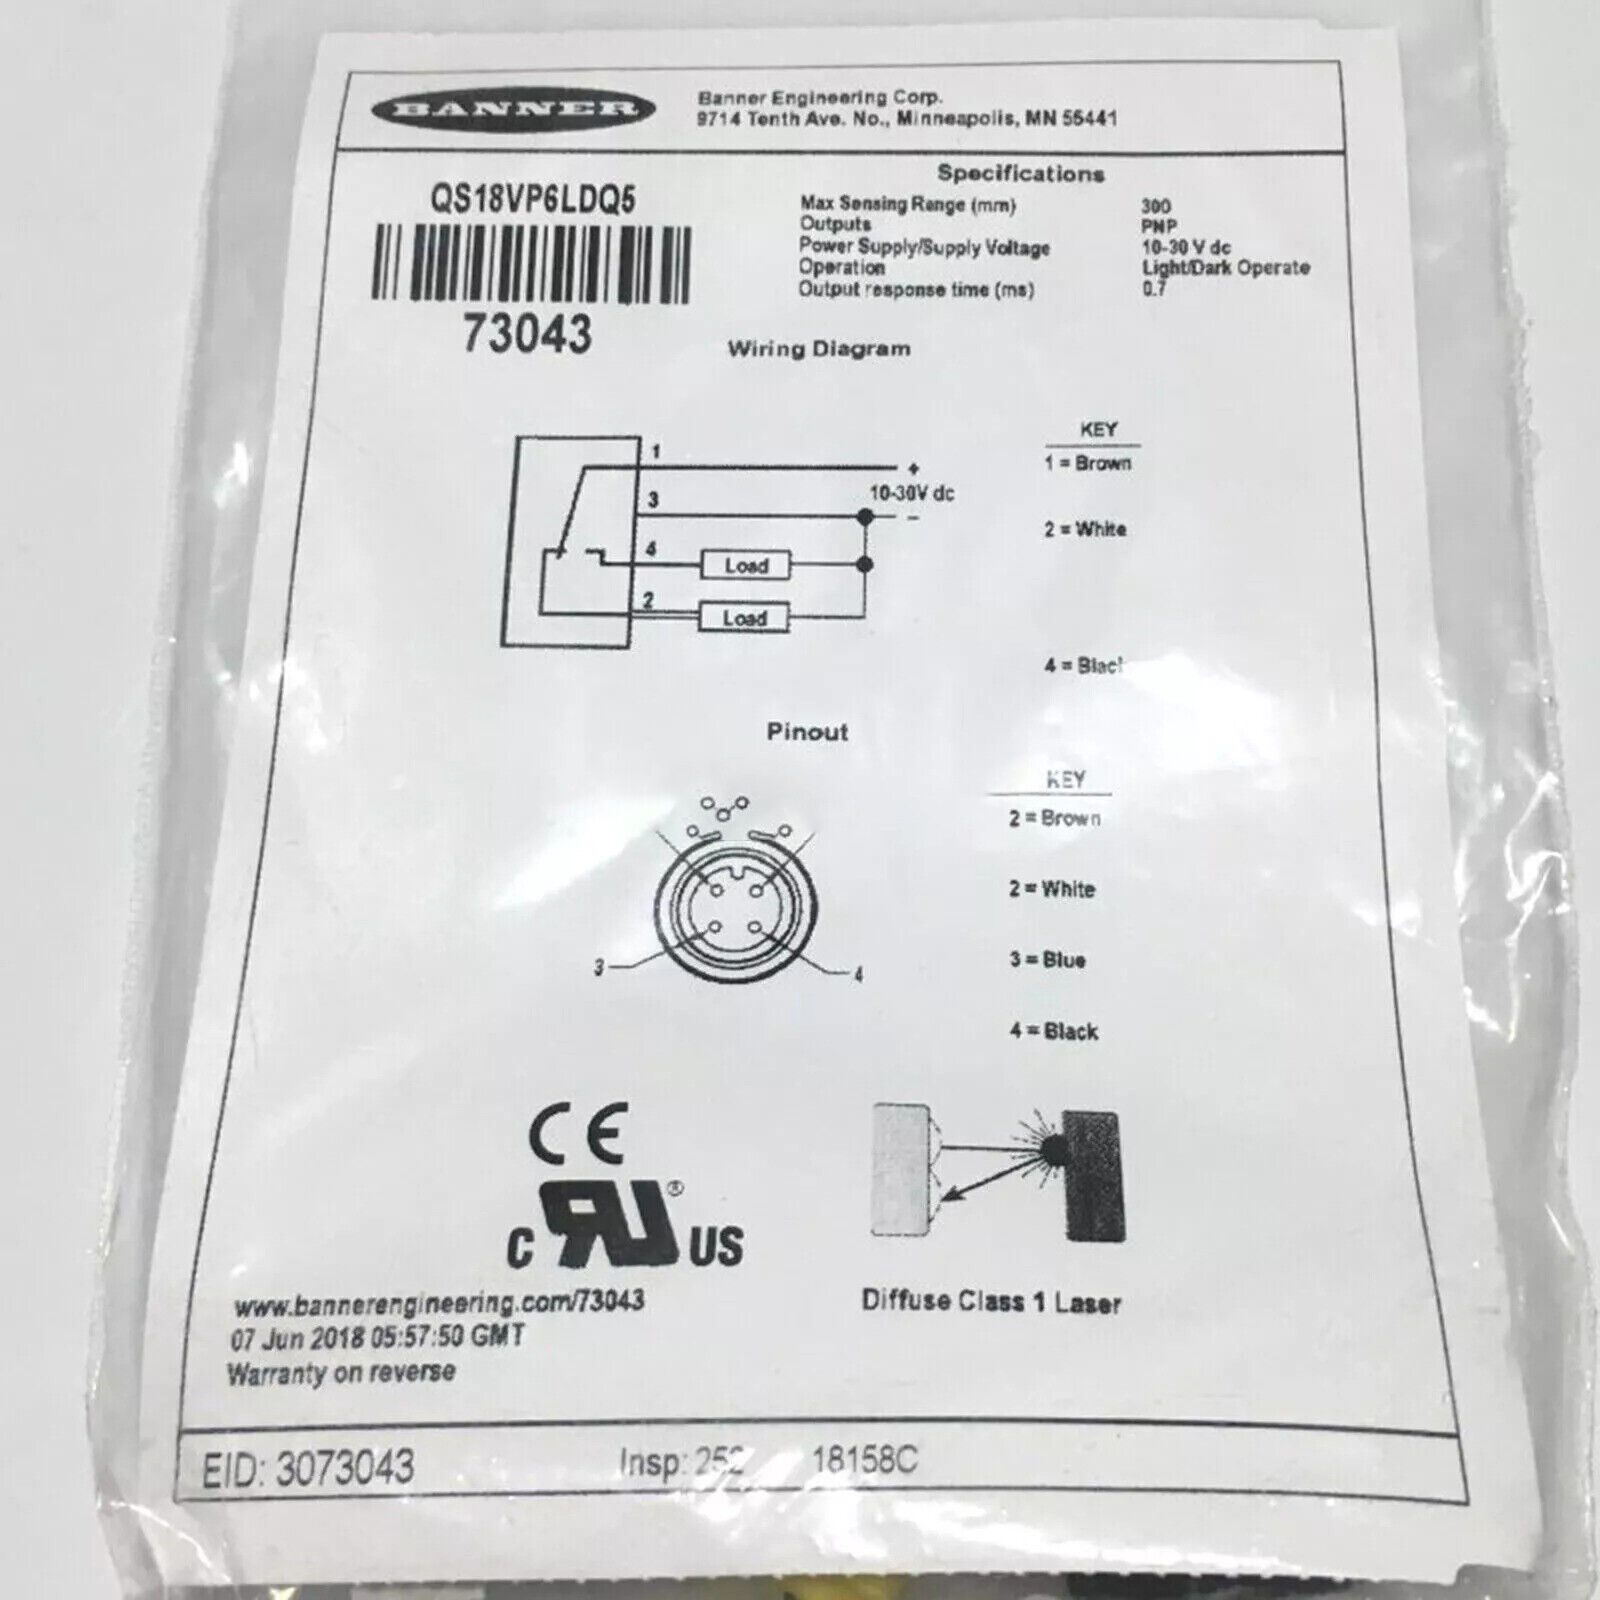 BANNER
Banner Engineering Corp.
9714 Tenth Ave. No., Minneapolis, MN 55441
QS18VP6LDQ5
73043
Specifications
Max Sensing Range (mm) 300
Outputs PNP
Power Supply/Supply Voltage 10-30 V dc
Operation Light/Dark Operate
Output response time (ms) 0.7
Wiring Diagram
1
+
10-30V dc
3
-
4
Load
2
Load
KEY
1 = Brown
2 = White
4 = Black
Pinout
3
4
KEY
2 = Brown
2 = White
3 = Blue
4 = Black
CE
c RU ® US
Diffuse Class 1 Laser
www.bannerengineering.com/73043
07 Jun 2018 05:57:50 GMT
Warranty on reverse
EID: 3073043 Insp: 252 18158C